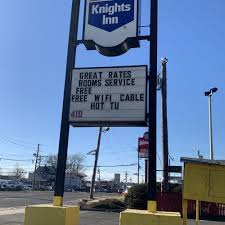 Knights
Inn
GREAT RATES
ROOMS SERVICE
FREE
FREE WIFI CABLE
HOT TU
410